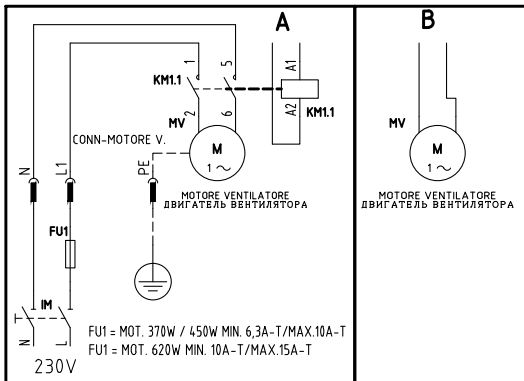 A
B
1
5
A1
KM1.1
A2
KM1.1
2
6
MV
MV
CONN-MOTORE V.
M
1 ~
M
1 ~
N
L1
PE
MOTORE VENTILATORE
ДВИГАТЕЛЬ ВЕНТИЛЯТОРА
MOTORE VENTILATORE
ДВИГАТЕЛЬ ВЕНТИЛЯТОРА
FU1
IM
N
L
FU1 = MOT. 370W / 450W MIN. 6,3A-T/MAX.10A-T
FU1 = MOT. 620W MIN. 10A-T/MAX.15A-T
230V